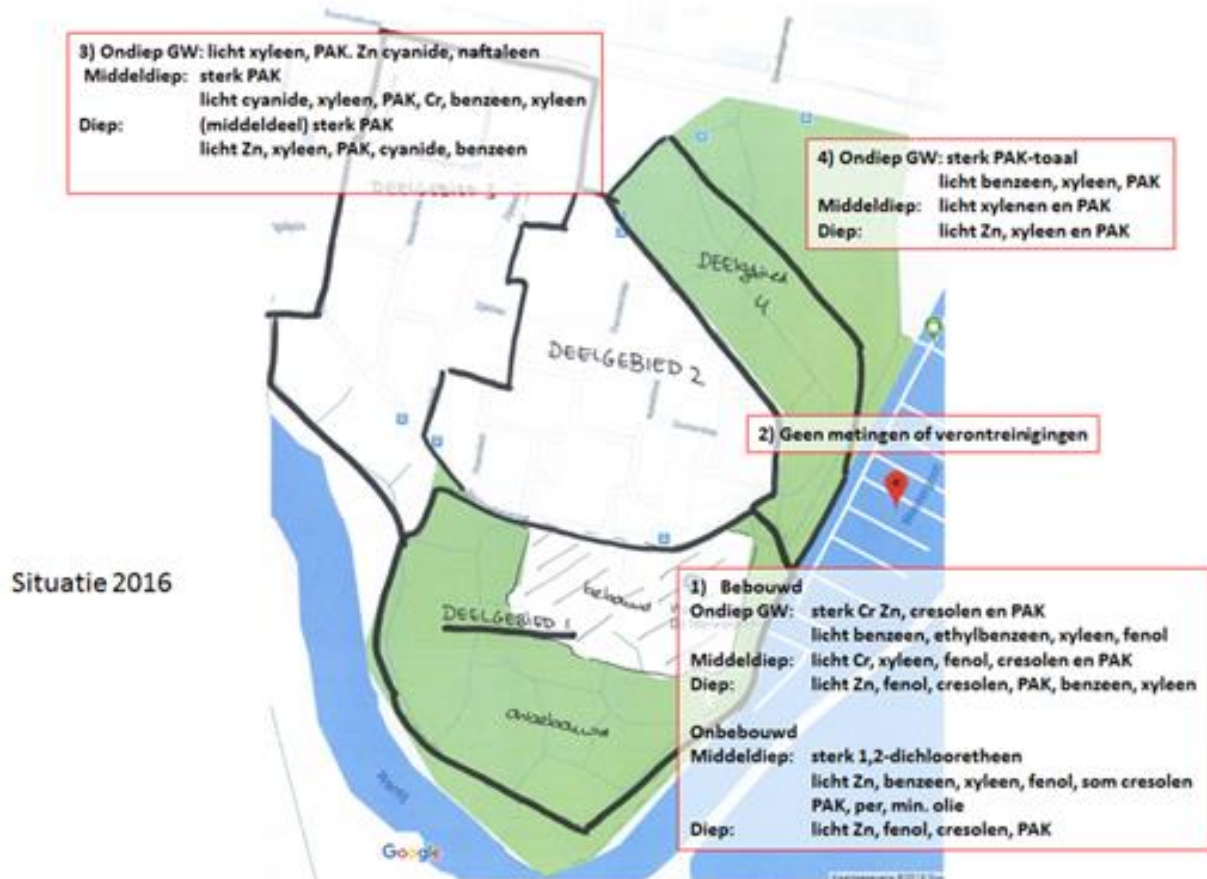 3) Ondiep GW: licht xyleen, PAK. Zn cyanide, naftaleen
Middeldiep: sterk PAK
licht cyanide, xyleen, PAK, Cr, benzeen, xyleen
Diep: (middeldeel) sterk PAK
licht Zn, xyleen, PAK, cyanide, benzeen
DEELGEBIED 3
4) Ondiep GW: sterk PAK-toaal
licht benzeen, xyleen, PAK
Middeldiep: licht xylenen en PAK
Diep: licht Zn, xyleen en PAK
DEELgBied
4
DEELGEBIED 2
2) Geen metingen of verontreinigingen
Situatie 2016
bebouwd
DEELGEBIED 1
onbebouwd
1) Bebouwd
Ondiep GW: sterk Cr Zn, cresolen en PAK
licht benzeen, ethylbenzeen, xyleen, fenol
Middeldiep: licht Cr, xyleen, fenol, cresolen en PAK
Diep: licht Zn, fenol, cresolen, PAK, benzeen, xyleen
Onbebouwd
Middeldiep: sterk 1,2-dichlooretheen
licht Zn, benzeen, xyleen, fenol, som cresolen
PAK, per, min. olie
Diep: licht Zn, fenol, cresolen, PAK
Google